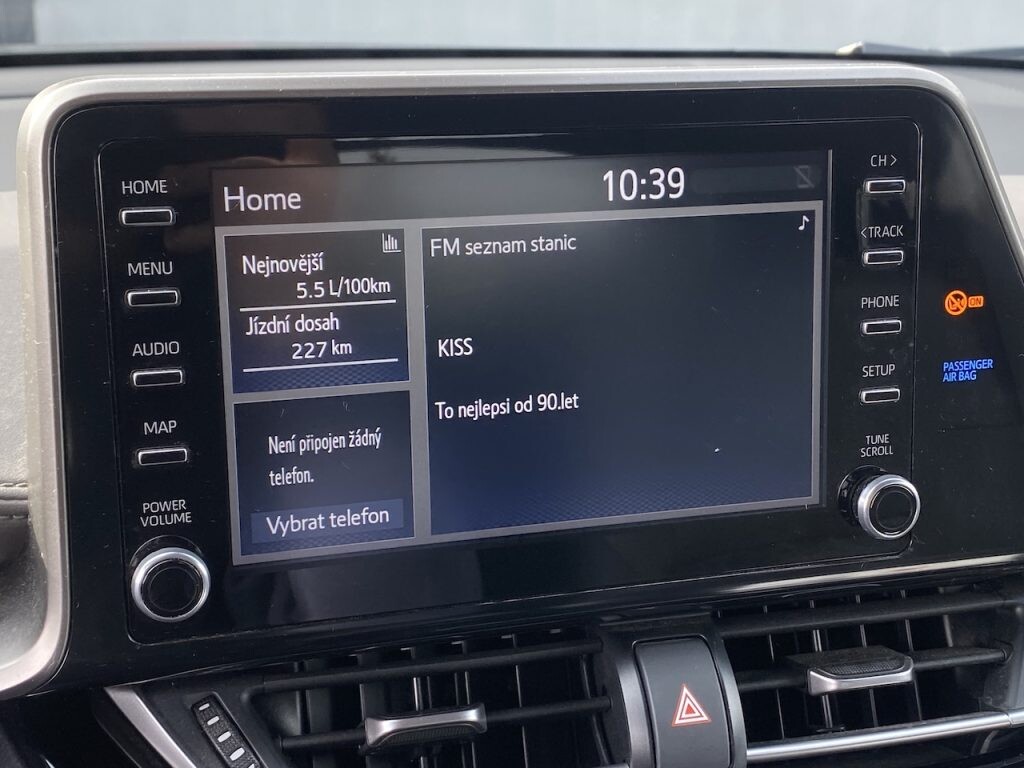 HOME
MENU
AUDIO
MAP
POWER
VOLUME
Home
10:39
Nejnovější
5.5 L/100km
Jízdní dosah
227 km
Není připojen žádný
telefon.
Vybrat telefon
FM seznam stanic
KISS
To nejlepsi od 90.let
CH >
< TRACK
PHONE
SETUP
TUNE
SCROLL
ON
PASSENGER
AIR BAG